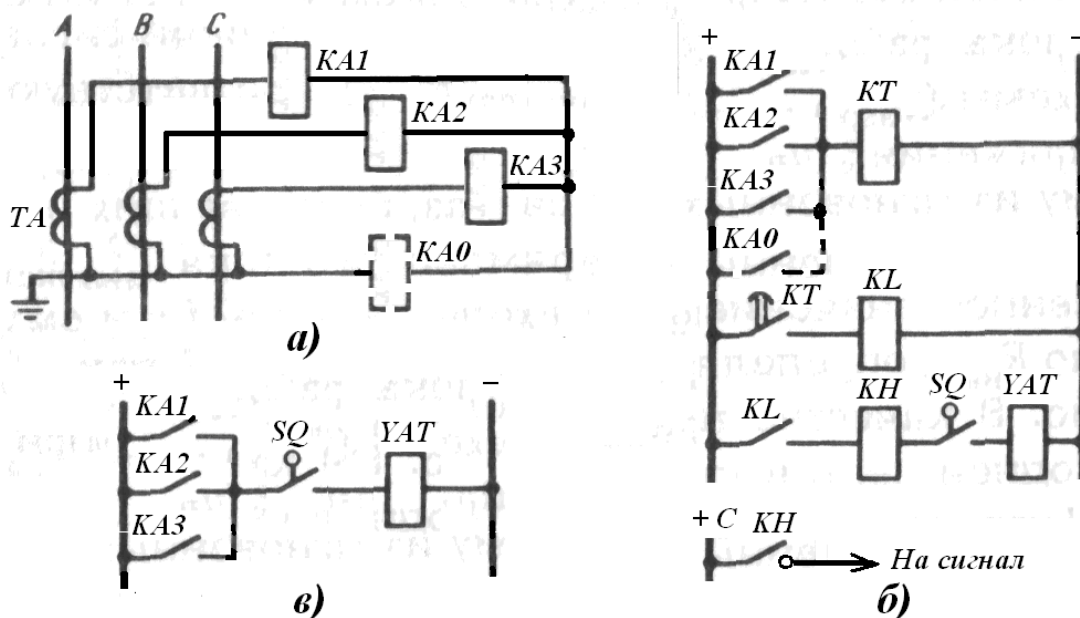 A B C
KA1
KA2
KA3
TA
KA0
а)
+ −
KA1
KA2
KA3
SQ
YAT
в)
+ −
KA1
KA2
KA3
KA0
KT
KT
KL
KL
KH
SQ
YAT
+ C
KH
На сигнал
б)